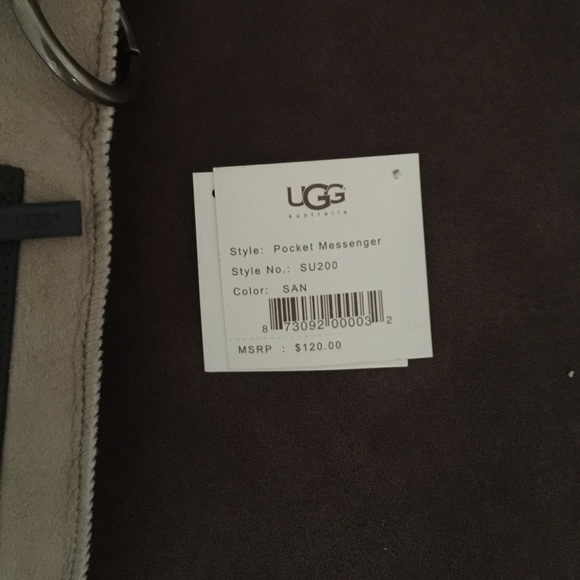 UGG
australia
Style: Pocket Messenger
Style No.: SU200
Color: SAN
8 73092 00003 2
MSRP : $120.00